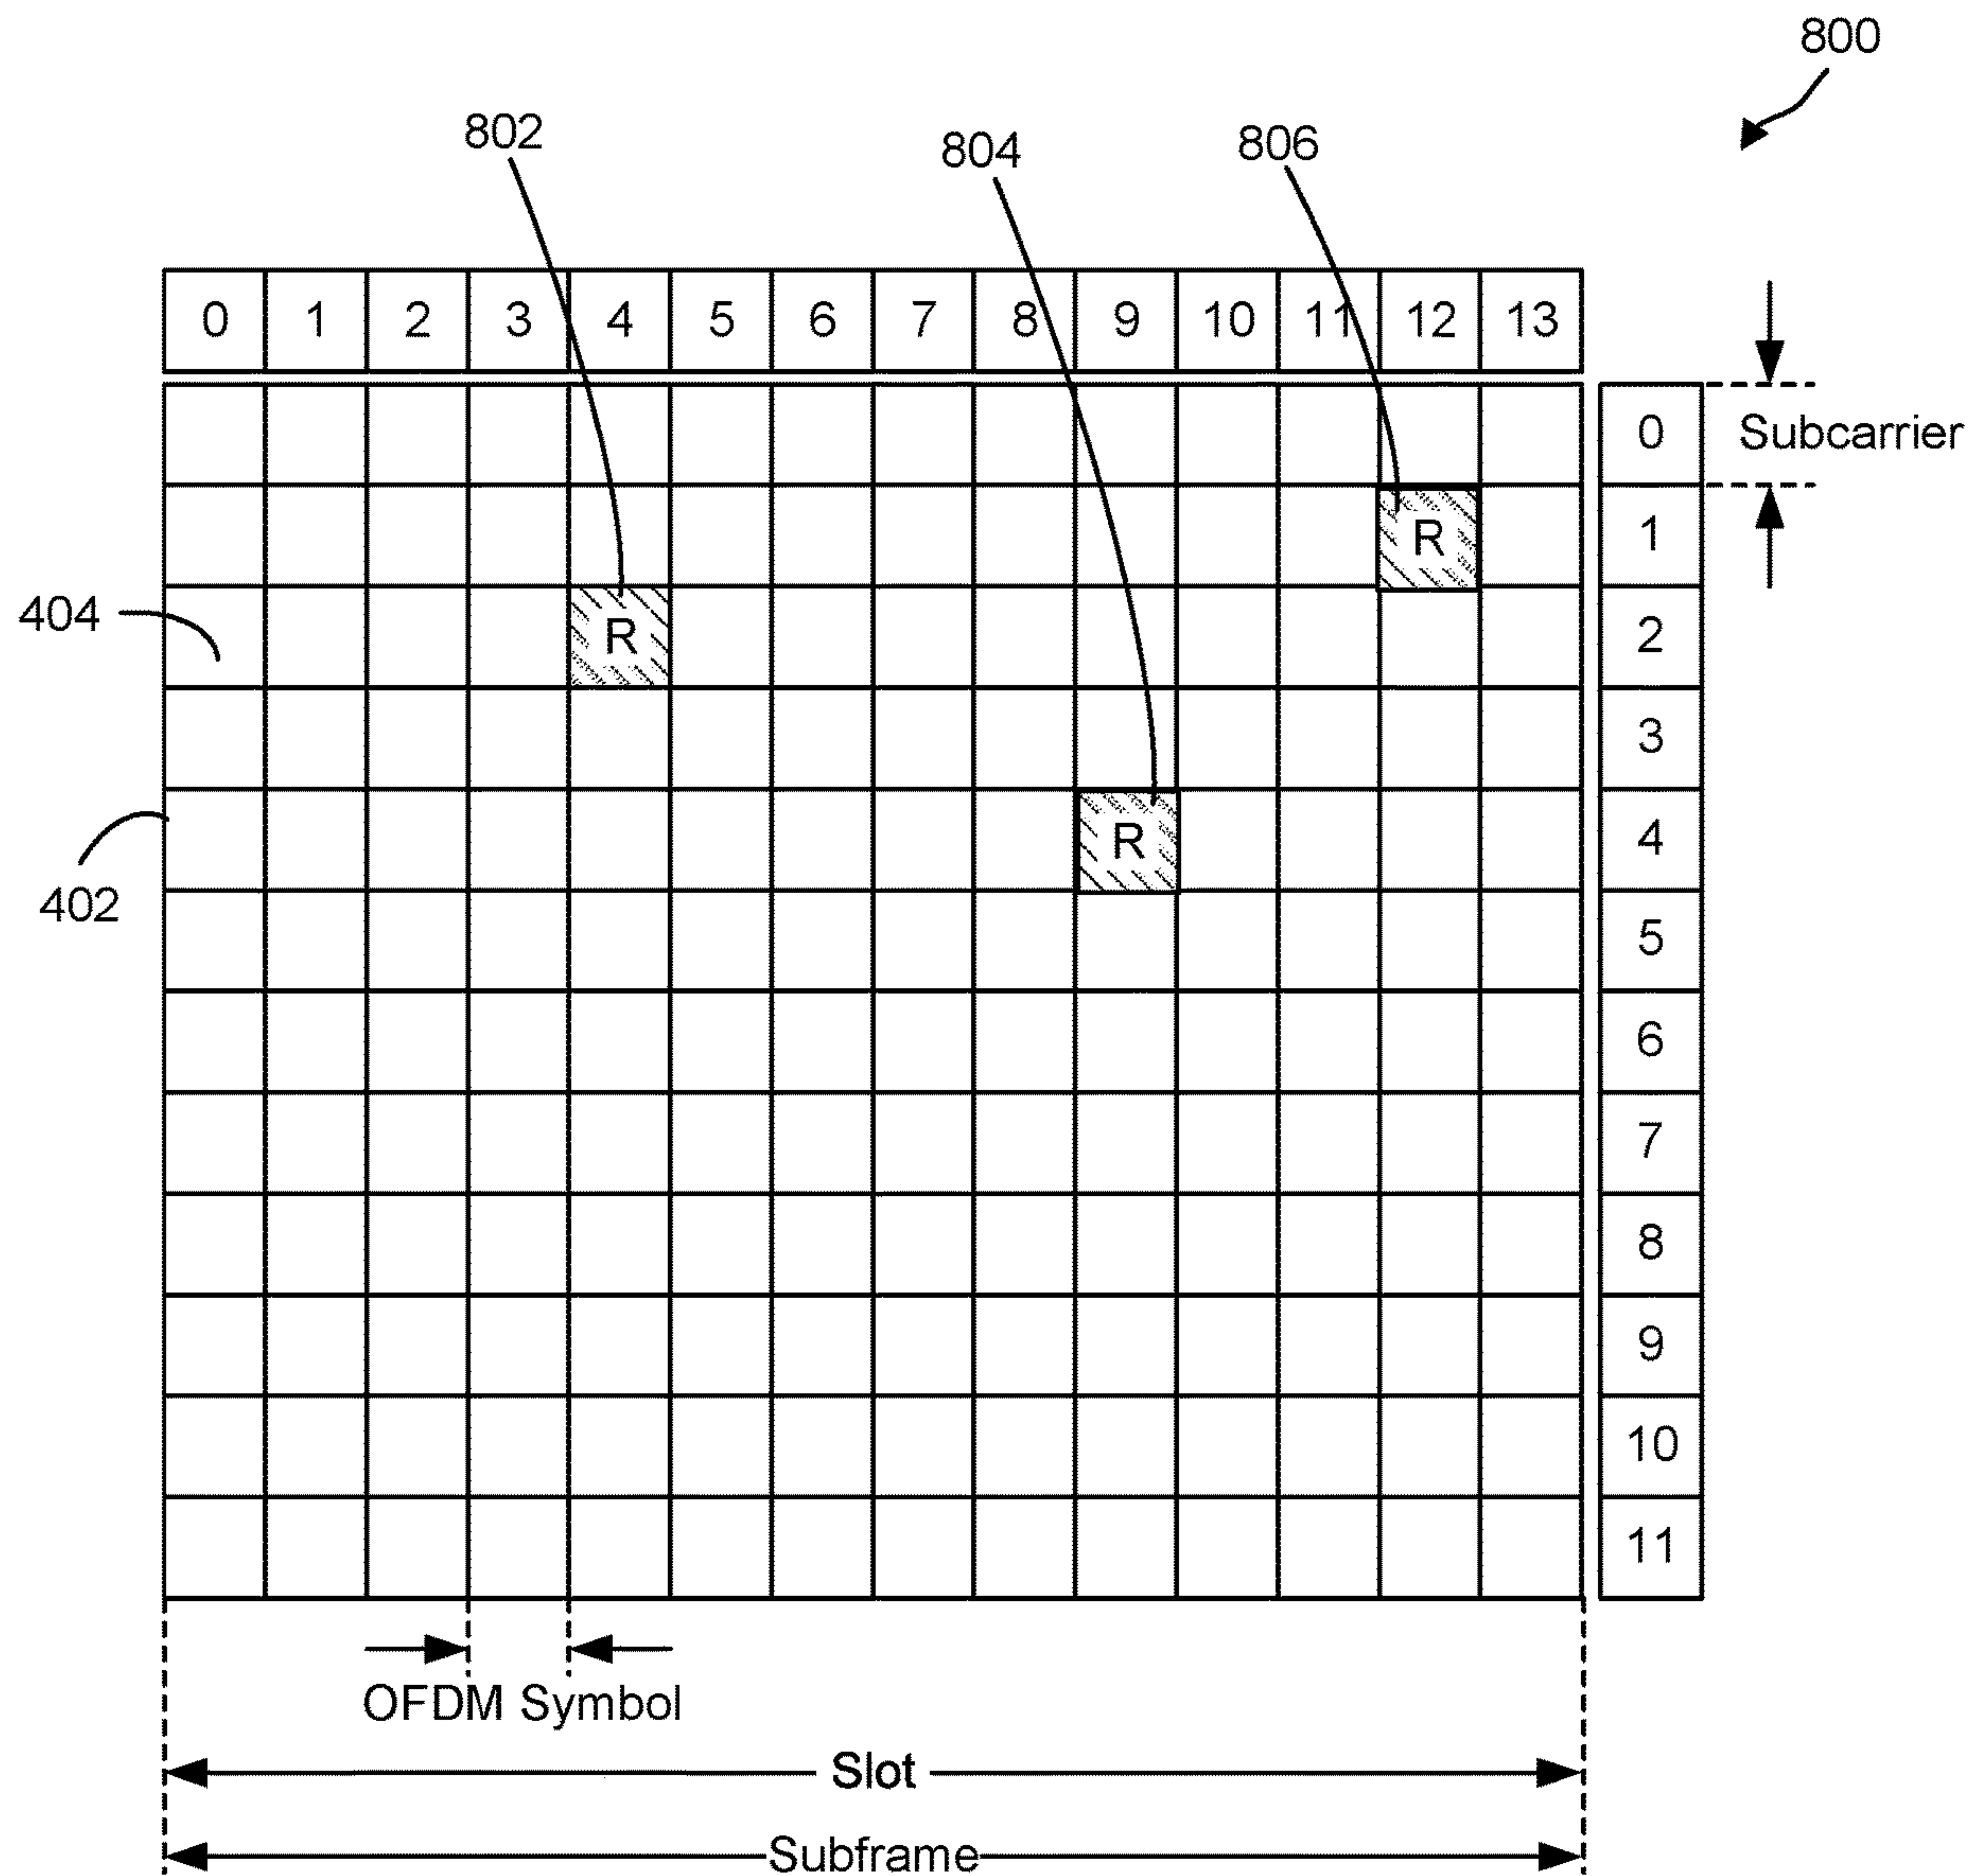 800
802
804
806
0 1 2 3 4 5 6 7 8 9 10 11 12 13
0 Subcarrier
R 1
404 R 2
3
R 4
402
5
6
7
8
9
10
11
OFDM Symbol
Slot
Subframe